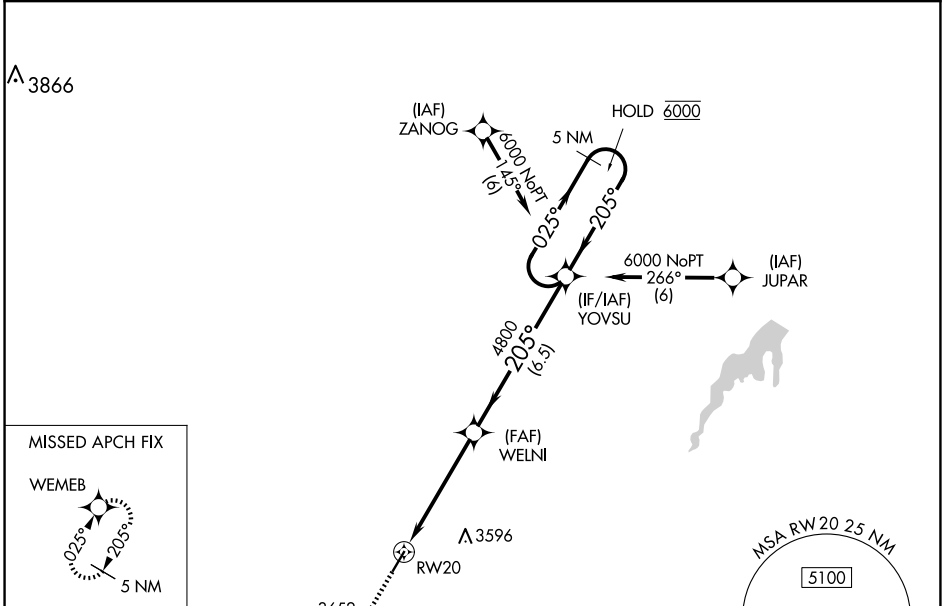 3866
(IAF)
ZANOG
6000 NoPT
145°
(6)
HOLD 6000
5 NM
025°
205°
6000 NoPT
266°
(6)
(IAF)
JUPAR
(IF/IAF)
YOVSU
4800
205°
(6.5)
(FAF)
WELNI
3596
RW20
MISSED APCH FIX
WEMEB
025°
205°
5 NM
MSA RW 20 25 NM
5100